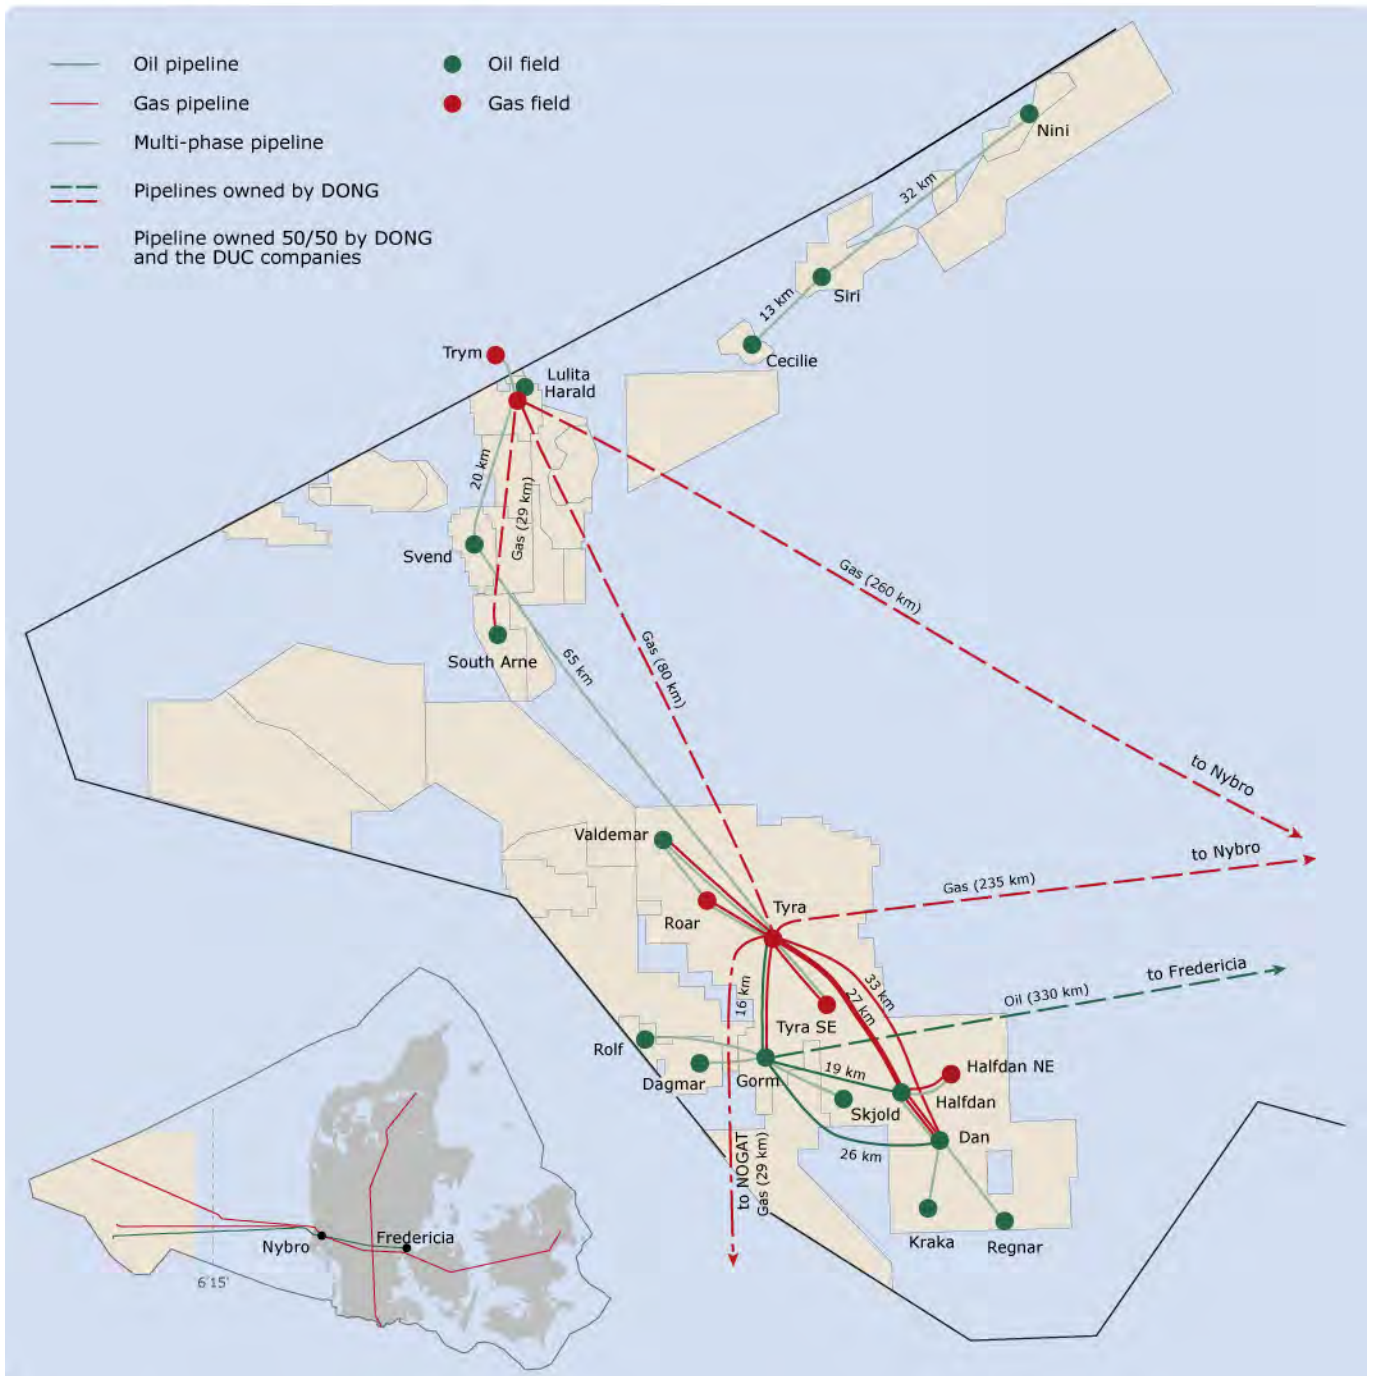 Oil pipeline
Gas pipeline
Multi-phase pipeline
Pipelines owned by DONG
Pipeline owned 50/50 by DONG
and the DUC companies
Oil field
Gas field
Nini
32 km
Siri
13 km
Cecilie
Trym
Lulita
Harald
20 km
Gas (29 km)
Svend
South Arne
65 km
Gas (80 km)
Gas (260 km)
to Nybro
to Nybro
Gas (235 km)
Valdemar
Roar
Tyra
to Fredericia
Oil (330 km)
16 km
27 km
33 km
Tyra SE
Rolf
Dagmar
Gorm
19 km
Skjold
Halfdan NE
Halfdan
Dan
26 km
to NOGAT
Gas (29 km)
Kraka
Regnar
Nybro
Fredericia
6°15'